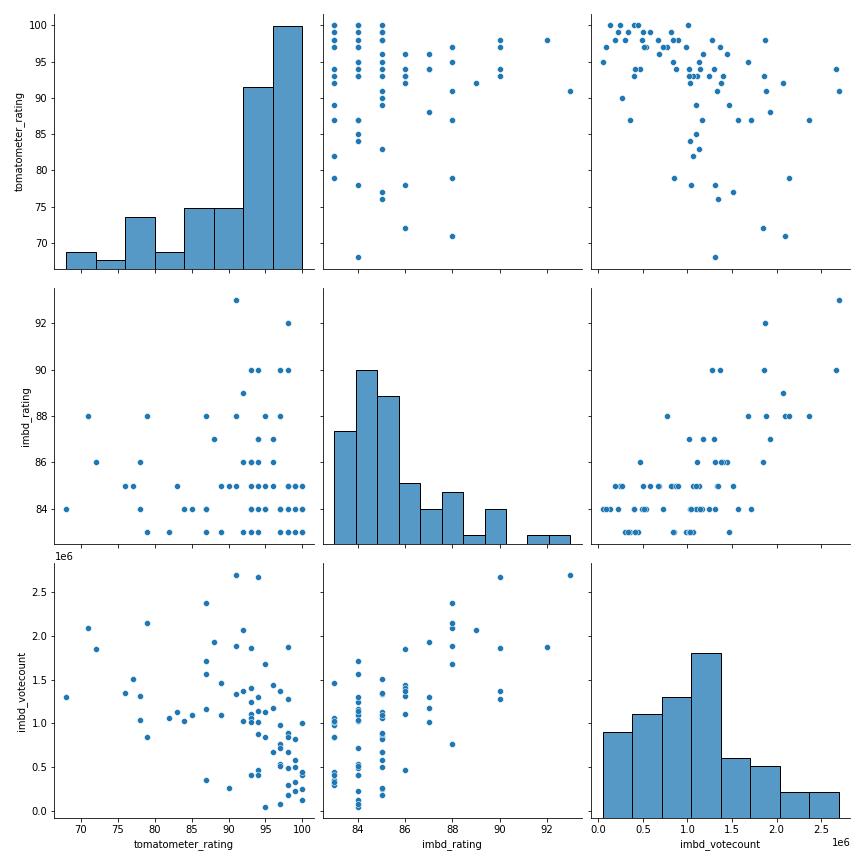 100
95
90
85
80
75
70
tomatometer_rating
92
90
88
86
84
imbd_rating
1e6
2.5
2.0
1.5
1.0
0.5
0.0
imbd_votecount
70 75 80 85 90 95 100
tomatometer_rating
84 86 88 90 92
imbd_rating
0.0 0.5 1.0 1.5 2.0 2.5
1e6
imbd_votecount